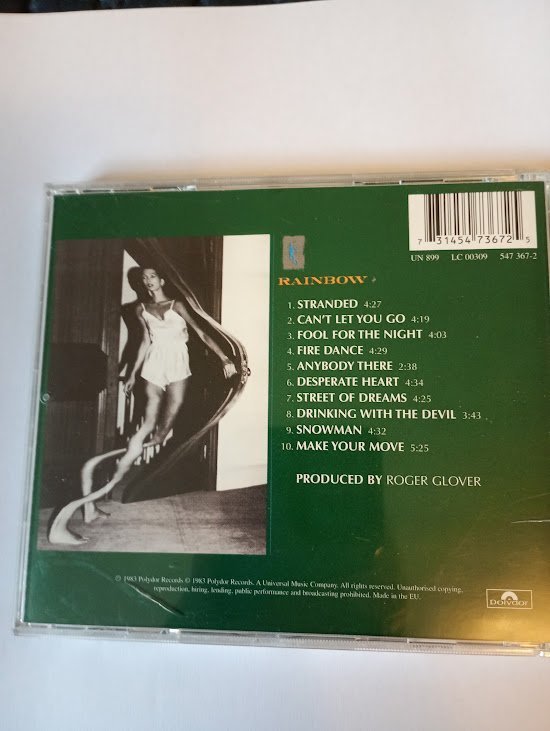 7 31454 73672 5
UN 899 LC 00309 547 367-2
RAINBOW
1. STRANDED 4:27
2. CAN'T LET YOU GO 4:19
3. FOOL FOR THE NIGHT 4:03
4. FIRE DANCE 4:29
5. ANYBODY THERE 2:38
6. DESPERATE HEART 4:34
7. STREET OF DREAMS 4:25
8. DRINKING WITH THE DEVIL 3:43
9. SNOWMAN 4:32
10. MAKE YOUR MOVE 5:25
PRODUCED BY ROGER GLOVER
℗ 1983 Polydor Records © 1983 Polydor Records. A Universal Music Company. All rights reserved. Unauthorised copying,
reproduction, hiring, lending, public performance and broadcasting prohibited. Made in the EU.
polydor